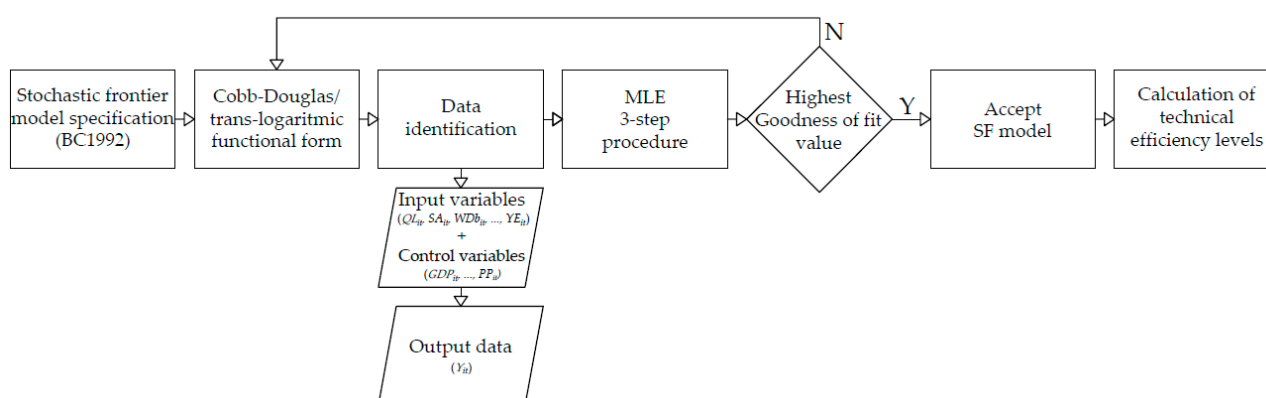 N
Stochastic frontier
model specification
(BC1992)
Cobb-Douglas/
trans-logaritmic
functional form
Data
identification
MLE
3-step
procedure
Highest
Goodness of fit
value
Y
Accept
SF model
Calculation of
technical
efficiency levels
Input variables
(QLit, SAit, WDbit, ..., YEit)
+
Control variables
(GDPit, ..., PPit)
Output data
(Yit)